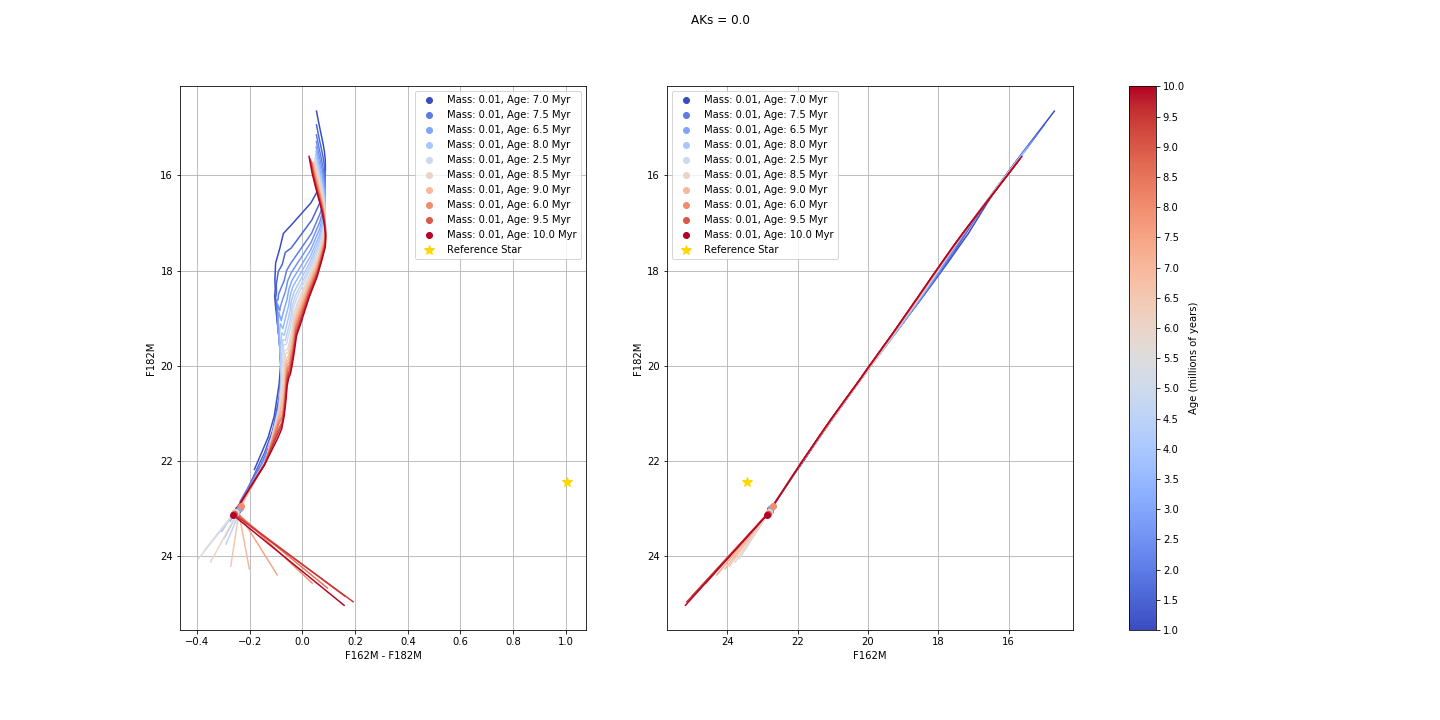 AKs = 0.0
F182M
16
18
20
22
24
−0.4
−0.2
0.0
0.2
0.4
0.6
0.8
1.0
F162M - F182M
Mass: 0.01, Age: 7.0 Myr
Mass: 0.01, Age: 7.5 Myr
Mass: 0.01, Age: 6.5 Myr
Mass: 0.01, Age: 8.0 Myr
Mass: 0.01, Age: 2.5 Myr
Mass: 0.01, Age: 8.5 Myr
Mass: 0.01, Age: 9.0 Myr
Mass: 0.01, Age: 6.0 Myr
Mass: 0.01, Age: 9.5 Myr
Mass: 0.01, Age: 10.0 Myr
Reference Star
F182M
16
18
20
22
24
24
22
20
18
16
F162M
Mass: 0.01, Age: 7.0 Myr
Mass: 0.01, Age: 7.5 Myr
Mass: 0.01, Age: 6.5 Myr
Mass: 0.01, Age: 8.0 Myr
Mass: 0.01, Age: 2.5 Myr
Mass: 0.01, Age: 8.5 Myr
Mass: 0.01, Age: 9.0 Myr
Mass: 0.01, Age: 6.0 Myr
Mass: 0.01, Age: 9.5 Myr
Mass: 0.01, Age: 10.0 Myr
Reference Star
10.0
9.5
9.0
8.5
8.0
7.5
7.0
6.5
6.0
5.5
5.0
4.5
4.0
3.5
3.0
2.5
2.0
1.5
1.0
Age (millions of years)